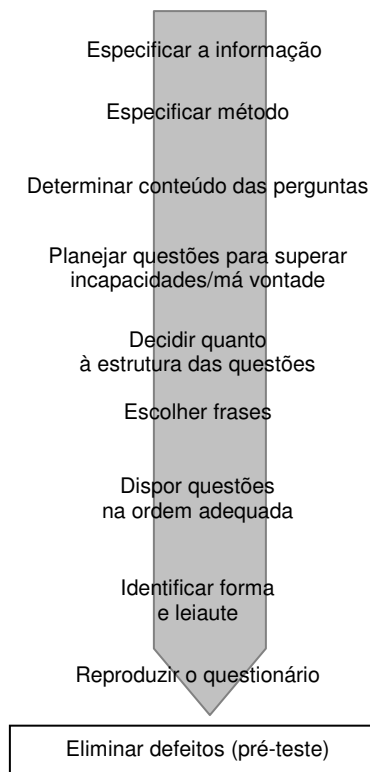 Especificar a informação
Especificar método
Determinar conteúdo das perguntas
Planejar questões para superar
incapacidades/má vontade
Decidir quanto
à estrutura das questões
Escolher frases
Dispor questões
na ordem adequada
Identificar forma
e leiaute
Reproduzir o questionário
Eliminar defeitos (pré-teste)